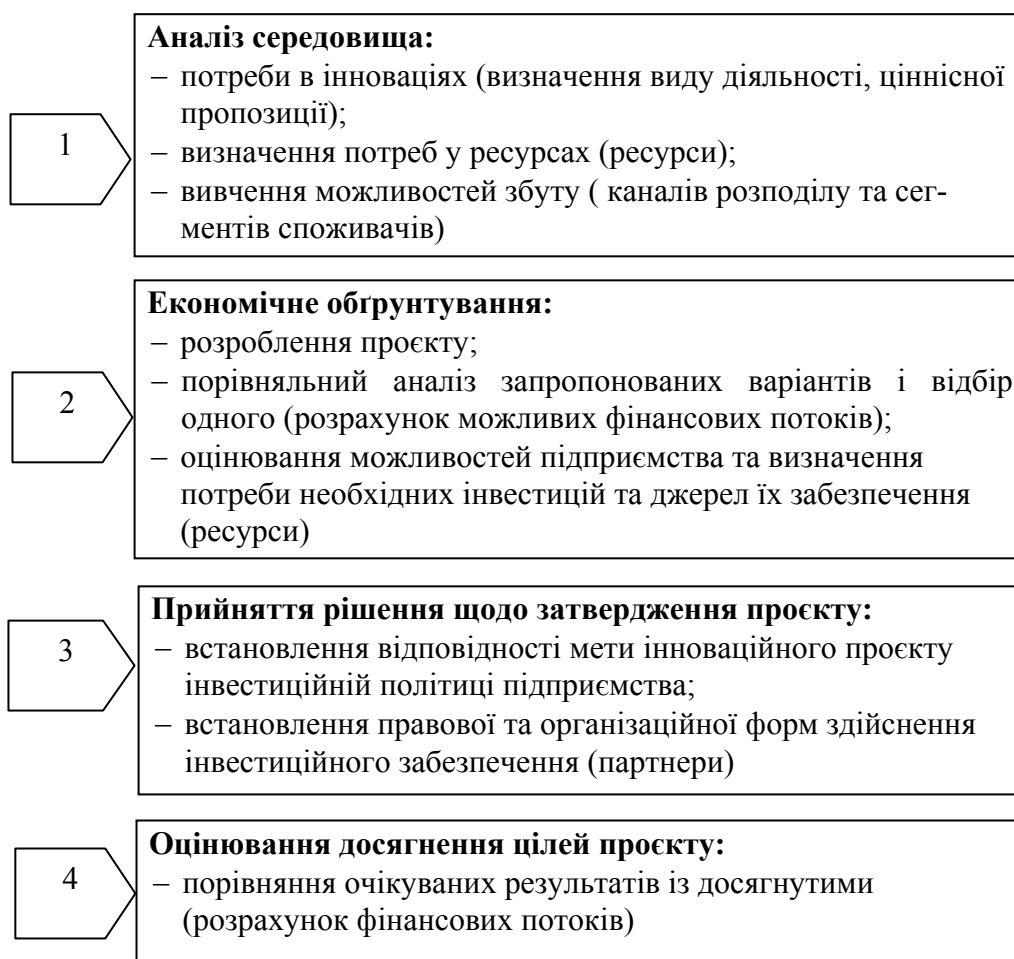 Аналіз середовища:
– потреби в інноваціях (визначення виду діяльності, ціннісної
пропозиції);
1
– визначення потреб у ресурсах (ресурси);
– вивчення можливостей збуту ( каналів розподілу та сег-
ментів споживачів)
Економічне обґрунтування:
– розроблення проєкту;
2
– порівняльний аналіз запропонованих варіантів і відбір
одного (розрахунок можливих фінансових потоків);
– оцінювання можливостей підприємства та визначення
потреби необхідних інвестицій та джерел їх забезпечення
(ресурси)
Прийняття рішення щодо затвердження проєкту:
3
– встановлення відповідності мети інноваційного проєкту
інвестиційній політиці підприємства;
– встановлення правової та організаційної форм здійснення
інвестиційного забезпечення (партнери)
Оцінювання досягнення цілей проєкту:
4
– порівняння очікуваних результатів із досягнутими
(розрахунок фінансових потоків)